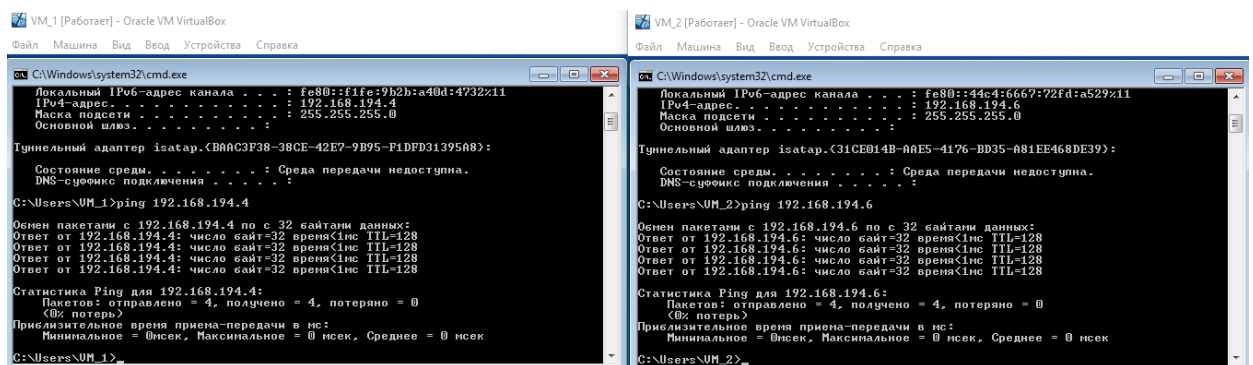 VM_1 [Работает] - Oracle VM VirtualBox
Файл Машина Вид Ввод Устройства Справка
C:\Windows\system32\cmd.exe
Локальный IPv6-адрес канала . . . : fe80::f1fe:9b2b:a40d:4732%11
IPv4-адрес. . . . . . . . . . . . : 192.168.194.4
Маска подсети . . . . . . . . . . : 255.255.255.0
Основной шлюз. . . . . . . . . :
Туннельный адаптер isatap.{BAAC3F38-38CE-42E7-9B95-F1DFD31395A8}:
Состояние среды. . . . . . . . : Среда передачи недоступна.
DNS-суффикс подключения . . . . . :
C:\Users\VM_1>ping 192.168.194.4
Обмен пакетами с 192.168.194.4 по с 32 байтами данных:
Ответ от 192.168.194.4: число байт=32 время<1мс TTL=128
Ответ от 192.168.194.4: число байт=32 время<1мс TTL=128
Ответ от 192.168.194.4: число байт=32 время<1мс TTL=128
Ответ от 192.168.194.4: число байт=32 время<1мс TTL=128
Статистика Ping для 192.168.194.4:
Пакетов: отправлено = 4, получено = 4, потеряно = 0
(0% потерь)
Приблизительное время приема-передачи в мс:
Минимальное = 0мсек, Максимальное = 0 мсек, Среднее = 0 мсек
C:\Users\VM_1>_
VM_2 [Работает] - Oracle VM VirtualBox
Файл Машина Вид Ввод Устройства Справка
C:\Windows\system32\cmd.exe
Локальный IPv6-адрес канала . . . : fe80::44c4:6667:72fd:a529%11
IPv4-адрес. . . . . . . . . . . . : 192.168.194.6
Маска подсети . . . . . . . . . . : 255.255.255.0
Основной шлюз. . . . . . . . . :
Туннельный адаптер isatap.{31CE014B-AAE5-4176-BD35-A81EE468DE39}:
Состояние среды. . . . . . . . : Среда передачи недоступна.
DNS-суффикс подключения . . . . . :
C:\Users\VM_2>ping 192.168.194.6
Обмен пакетами с 192.168.194.6 по с 32 байтами данных:
Ответ от 192.168.194.6: число байт=32 время<1мс TTL=128
Ответ от 192.168.194.6: число байт=32 время<1мс TTL=128
Ответ от 192.168.194.6: число байт=32 время<1мс TTL=128
Ответ от 192.168.194.6: число байт=32 время<1мс TTL=128
Статистика Ping для 192.168.194.6:
Пакетов: отправлено = 4, получено = 4, потеряно = 0
(0% потерь)
Приблизительное время приема-передачи в мс:
Минимальное = 0мсек, Максимальное = 0 мсек, Среднее = 0 мсек
C:\Users\VM_2>_